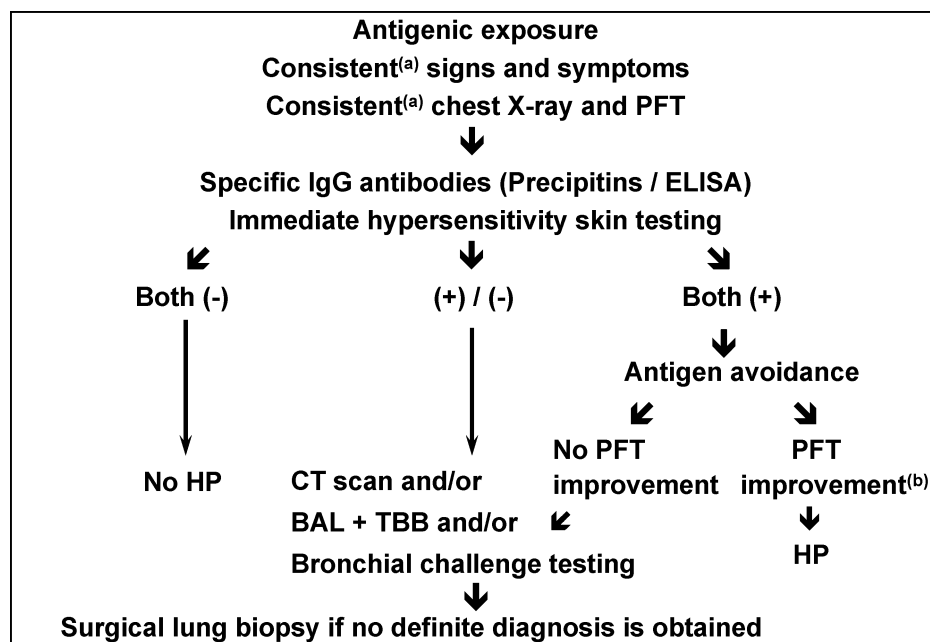 Antigenic exposure
Consistent(a) signs and symptoms
Consistent(a) chest X-ray and PFT
Specific IgG antibodies (Precipitins / ELISA)
Immediate hypersensitivity skin testing
Both (-)
(+) / (-)
Both (+)
Antigen avoidance
No PFT
improvement
PFT
improvement(b)
No HP
CT scan and/or
BAL + TBB and/or
Bronchial challenge testing
HP
Surgical lung biopsy if no definite diagnosis is obtained